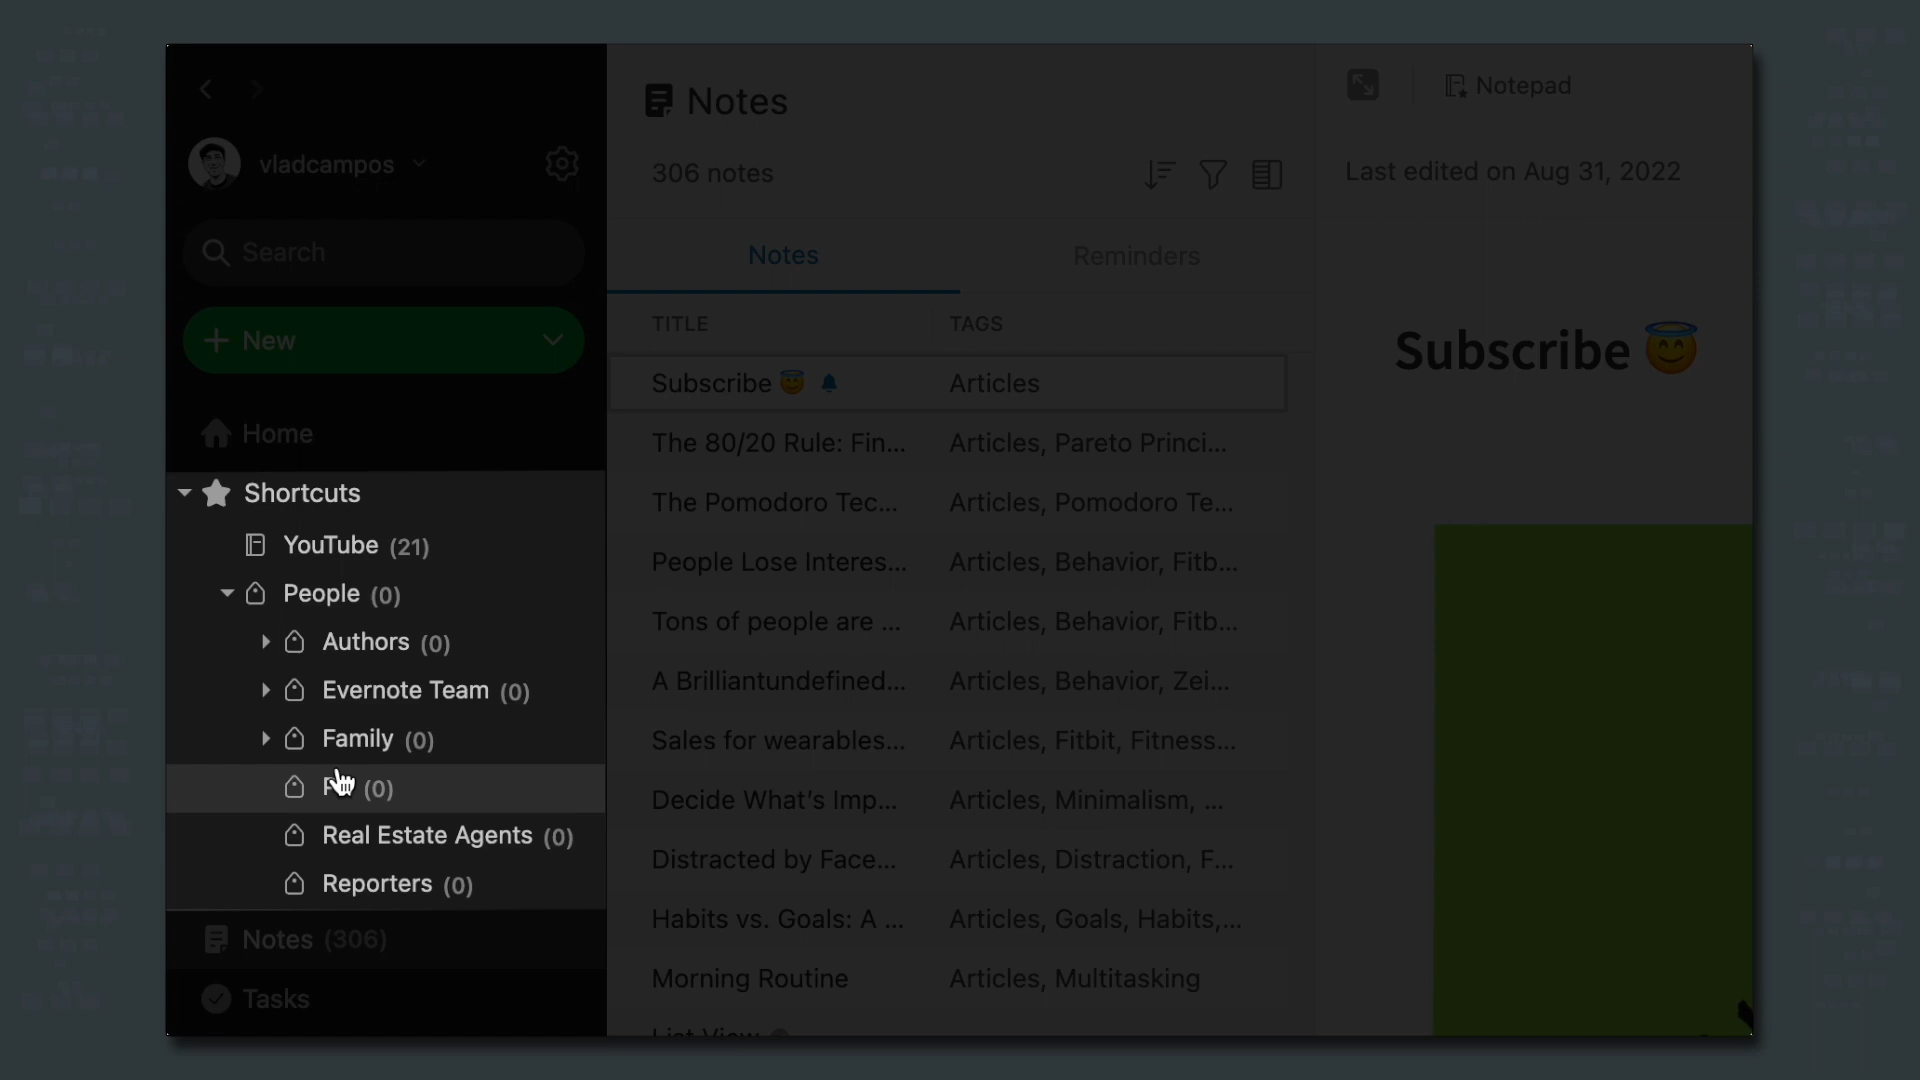 vladcampos
Search
New
Home
Shortcuts
YouTube (21)
People (0)
Authors (0)
Evernote Team (0)
Family (0)
(0)
Real Estate Agents (0)
Reporters (0)
Notes (306)
Tasks
Notes
306 notes
Notes Reminders
TITLE TAGS
Subscribe 😇 Articles
The 80/20 Rule: Fin... Articles, Pareto Princi...
The Pomodoro Tec... Articles, Pomodoro Te...
People Lose Interes... Articles, Behavior, Fitb...
Tons of people are ... Articles, Behavior, Fitb...
A Brilliantundefined... Articles, Behavior, Zei...
Sales for wearables... Articles, Fitbit, Fitness...
Decide What's Imp... Articles, Minimalism, ...
Distracted by Face... Articles, Distraction, F...
Habits vs. Goals: A ... Articles, Goals, Habits,...
Morning Routine Articles, Multitasking
List View
Notepad
Last edited on Aug 31, 2022
Subscribe 😇